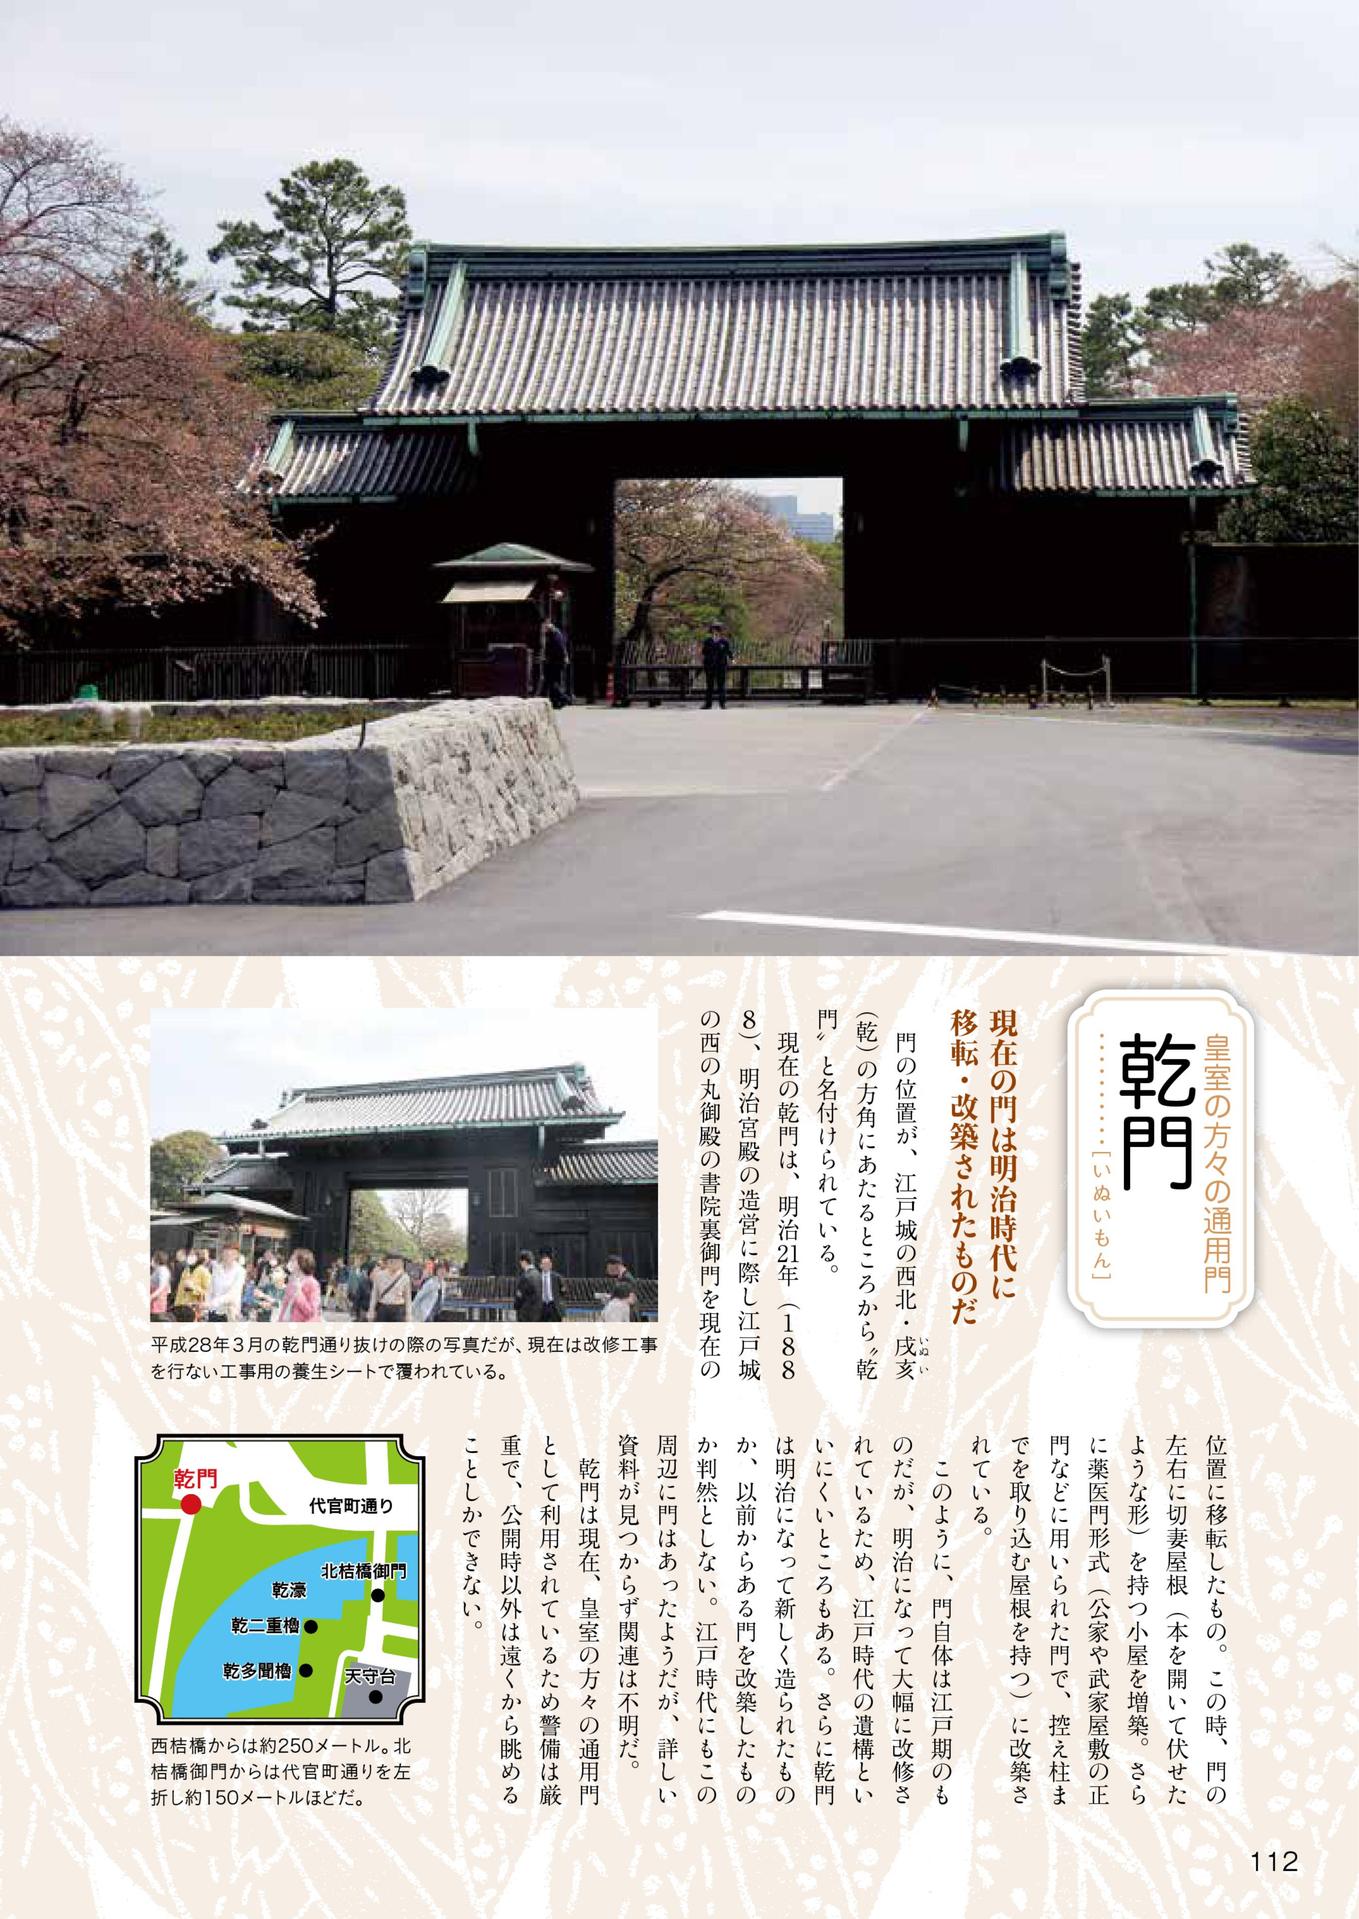 皇室の方々の通用門
乾門
[いぬいもん]
現在の門は明治時代に
移転・改築されたものだ
門の位置が、江戸城の西北・戌亥
いぬい
(乾)の方角にあたるところから〝乾
門〟と名付けられている。
現在の乾門は、明治21年(188
8)、明治宮殿の造営に際し江戸城
の西の丸御殿の書院裏御門を現在の
位置に移転したもの。この時、門の
左右に切妻屋根(本を開いて伏せた
ような形)を持つ小屋を増築。さら
に薬医門形式(公家や武家屋敷の正
門などに用いられた門で、控え柱ま
でを取り込む屋根を持つ)に改築さ
れている。
このように、門自体は江戸期のも
のだが、明治になって大幅に改修さ
れているため、江戸時代の遺構とい
いにくいところもある。さらに乾門
は明治になって新しく造られたもの
か、以前からある門を改築したもの
か判然としない。江戸時代にもこの
周辺に門はあったようだが、詳しい
資料が見つからず関連は不明だ。
乾門は現在、皇室の方々の通用門
として利用されているため警備は厳
重で、公開時以外は遠くから眺める
ことしかできない。
平成28年3月の乾門通り抜けの際の写真だが、現在は改修工事
を行ない工事用の養生シートで覆われている。
乾門
代官町通り
北桔橋御門
乾濠
乾二重櫓
乾多聞櫓
天守台
西桔橋からは約250メートル。北
桔橋御門からは代官町通りを左
折し約150メートルほどだ。
112